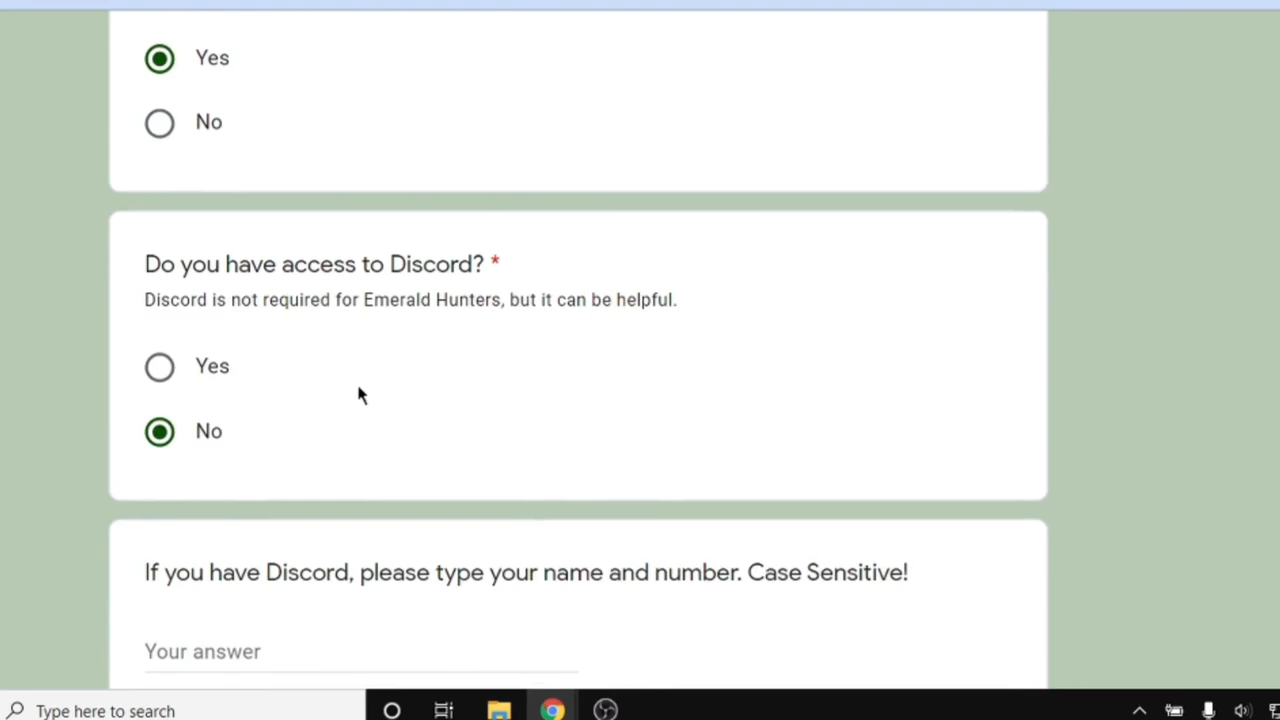 Yes
No
Do you have access to Discord? *
Discord is not required for Emerald Hunters, but it can be helpful.
Yes
No
If you have Discord, please type your name and number. Case Sensitive!
Your answer
Type here to search